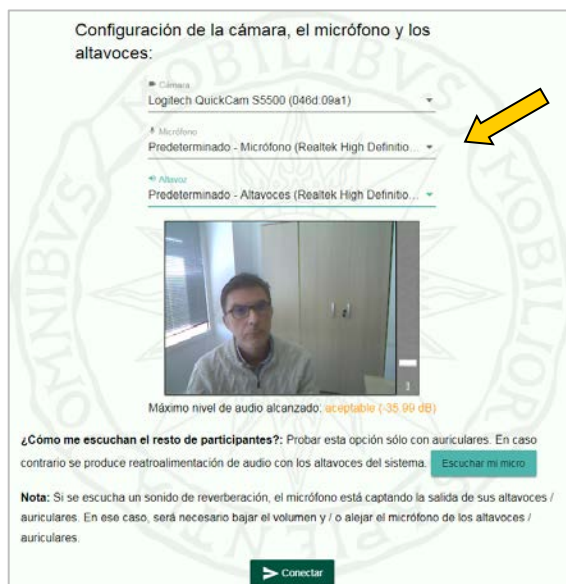 Configuración de la cámara, el micrófono y los
altavoces:
Cámara
Logitech QuickCam S5500 (046d:09a1)
Micrófono
Predeterminado - Micrófono (Realtek High Definitio...
Altavoz
Predeterminado - Altavoces (Realtek High Definitio...
Máximo nivel de audio alcanzado: aceptable (-35.99 dB)
¿Cómo me escuchan el resto de participantes?: Probar esta opción sólo con auriculares. En caso
contrario se produce reatroalimentación de audio con los altavoces del sistema. Escuchar mi micro
Nota: Si se escucha un sonido de reverberación, el micrófono está captando la salida de sus altavoces /
auriculares. En ese caso, será necesario bajar el volumen y / o alejar el micrófono de los altavoces /
auriculares.
Conectar
OMNIBVS MOBILIBVS MOBILIOR SAPIENTIA